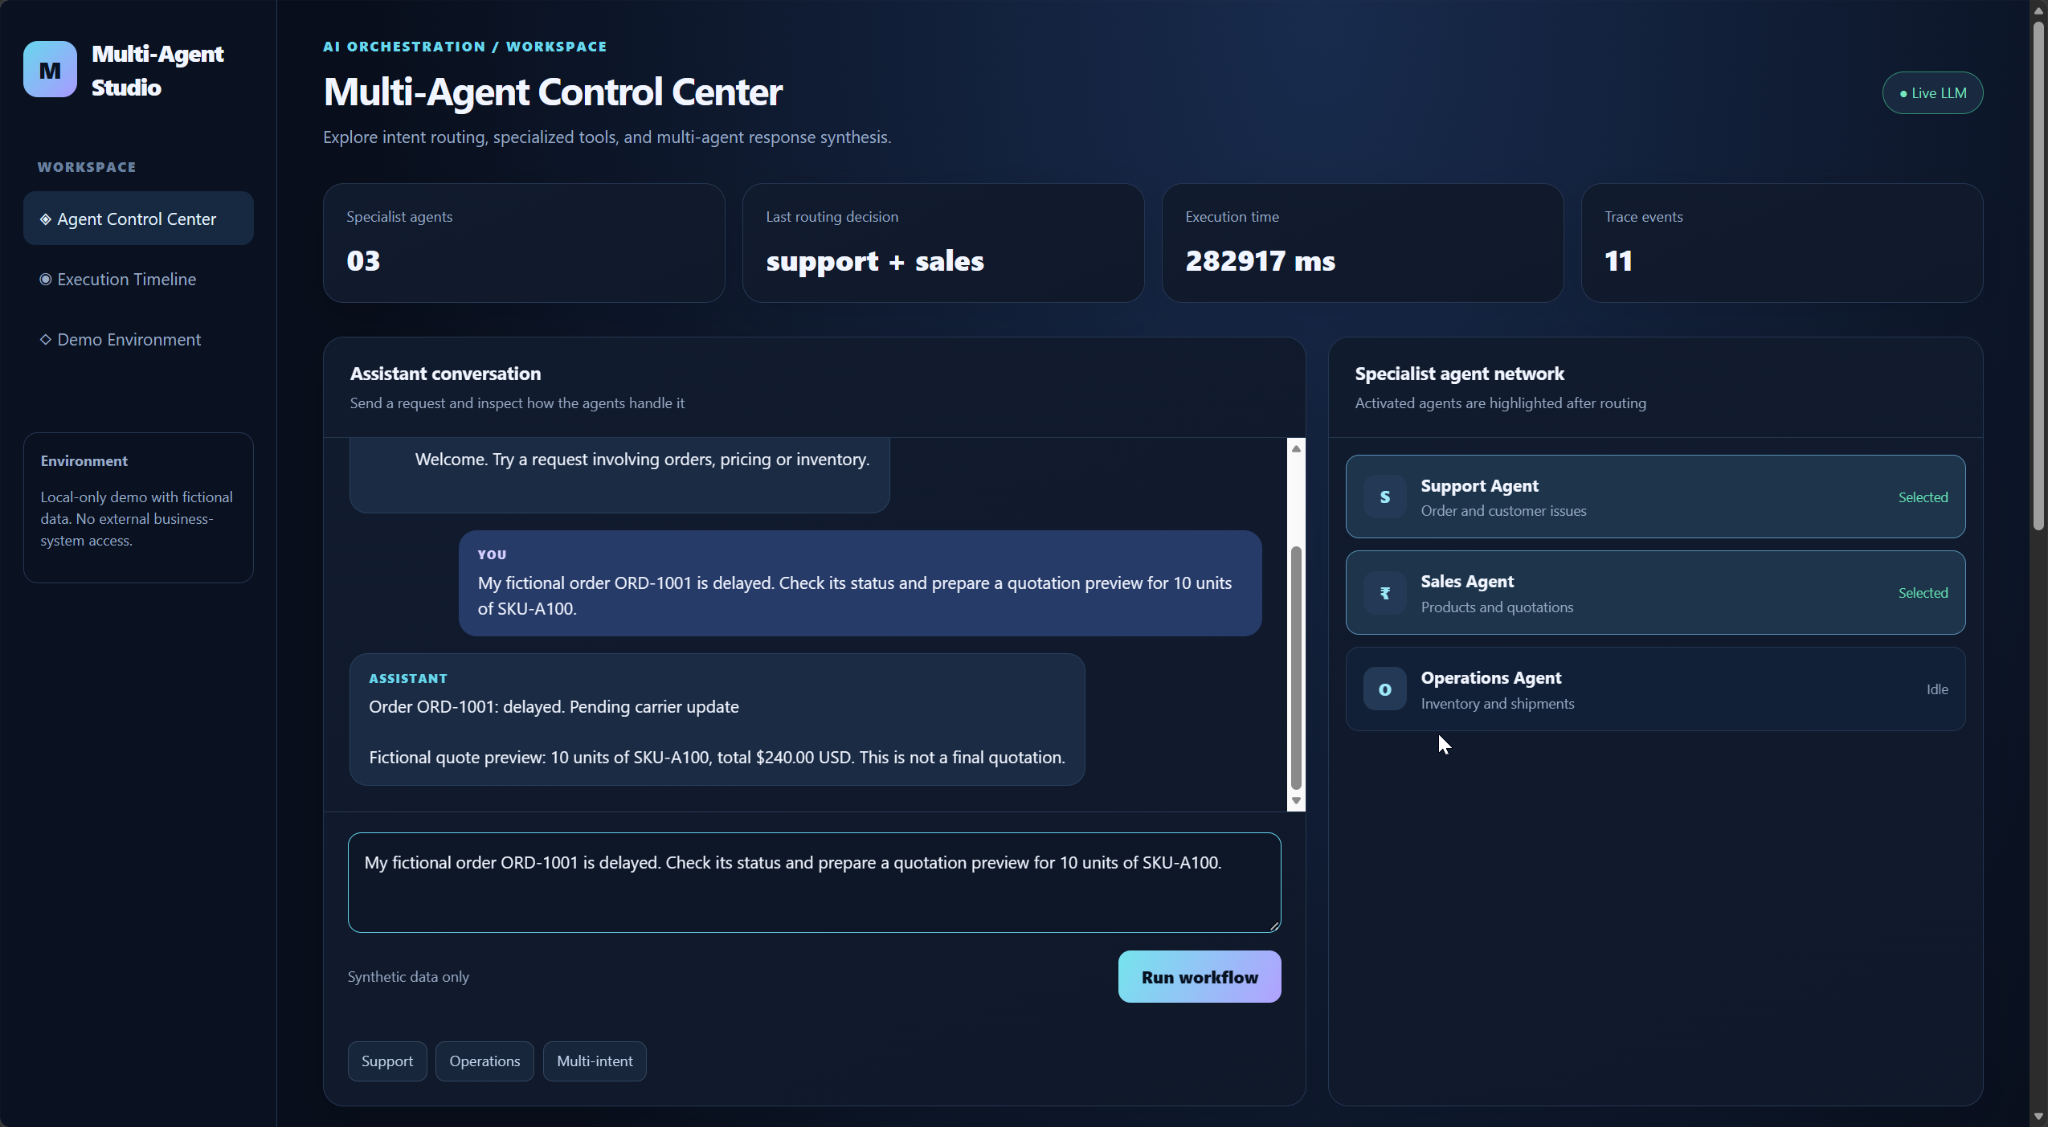 M
Multi-Agent
Studio
WORKSPACE
◈ Agent Control Center
◉ Execution Timeline
◇ Demo Environment
Environment
Local-only demo with fictional
data. No external business-
system access.
AI ORCHESTRATION / WORKSPACE
Multi-Agent Control Center
Explore intent routing, specialized tools, and multi-agent response synthesis.
● Live LLM
Specialist agents
03
Last routing decision
support + sales
Execution time
282917 ms
Trace events
11
Assistant conversation
Send a request and inspect how the agents handle it
Welcome. Try a request involving orders, pricing or inventory.
YOU
My fictional order ORD-1001 is delayed. Check its status and prepare a quotation preview for 10 units
of SKU-A100.
ASSISTANT
Order ORD-1001: delayed. Pending carrier update
Fictional quote preview: 10 units of SKU-A100, total $240.00 USD. This is not a final quotation.
My fictional order ORD-1001 is delayed. Check its status and prepare a quotation preview for 10 units of SKU-A100.
Synthetic data only
Run workflow
Support
Operations
Multi-intent
Specialist agent network
Activated agents are highlighted after routing
S
Support Agent
Order and customer issues
Selected
₹
Sales Agent
Products and quotations
Selected
O
Operations Agent
Inventory and shipments
Idle